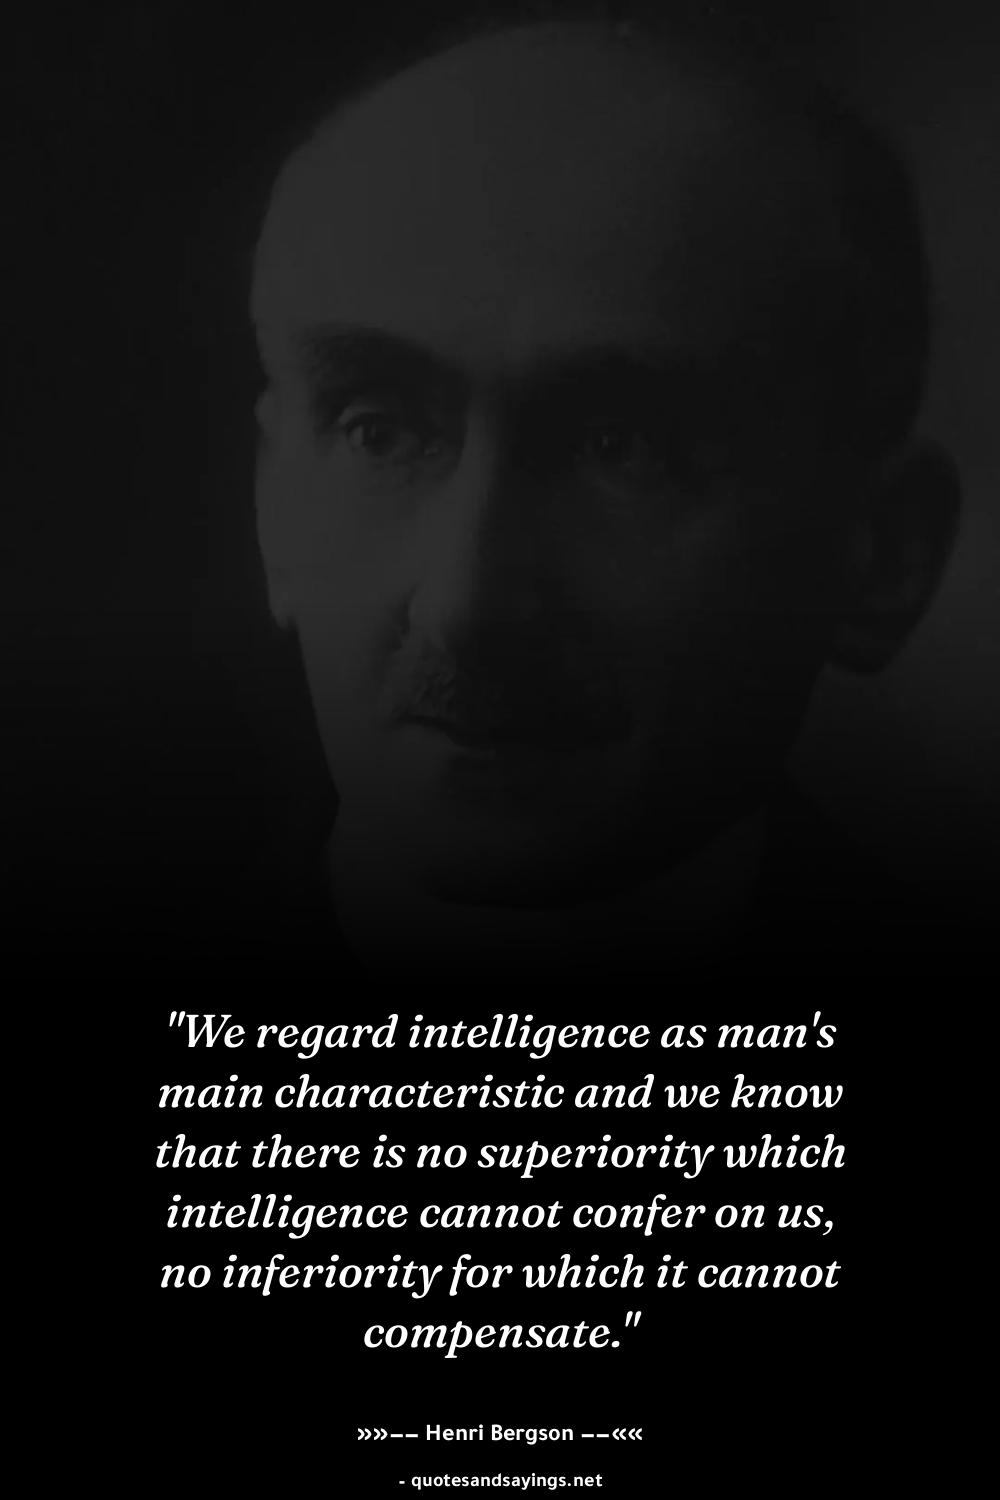 "We regard intelligence as man's
main characteristic and we know
that there is no superiority which
intelligence cannot confer on us,
no inferiority for which it cannot
compensate."
»»−− Henri Bergson −−««
- quotesandsayings.net